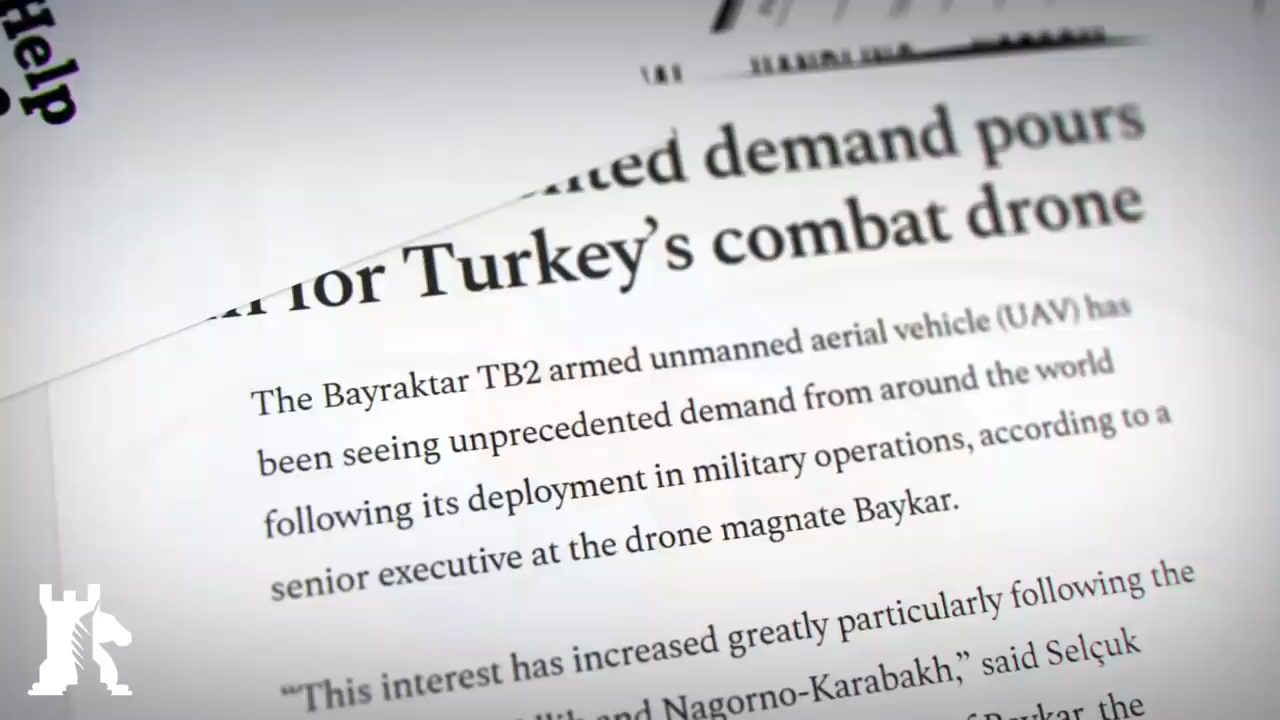 Help
demand pours
for Turkey's combat drone
The Bayraktar TB2 armed unmanned aerial vehicle (UAV) has
been seeing unprecedented demand from around the world
following its deployment in military operations, according to a
senior executive at the drone magnate Baykar.
“This interest has increased greatly particularly following the
and Nagorno-Karabakh,” said Selçuk
Baykar, the